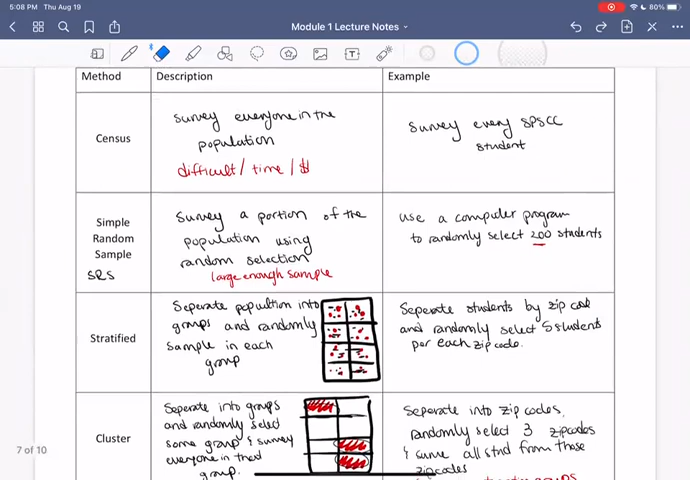 5:08 PM Thu Aug 19
80%
Module 1 Lecture Notes
Method Description Example
Census
Survey everyone in the
population
difficult / time / $
Survey every SPSCC
student
Simple
Random
Sample
SRS
Survey a portion of the
population using
random selection
large enough sample
use a computer program
to randomly select 200 students
Stratified
Seperate population into
groups and randomly
sample in each
group
Seperate students by zip code
and randomly select 5 students
per each zip code.
Cluster
Seperate into groups
and randomly select
some group & survey
everyone in that
group.
Seperate into zip codes,
randomly select 3 zipcodes
& surve all stud from these
zipcodes
groups
7 of 10